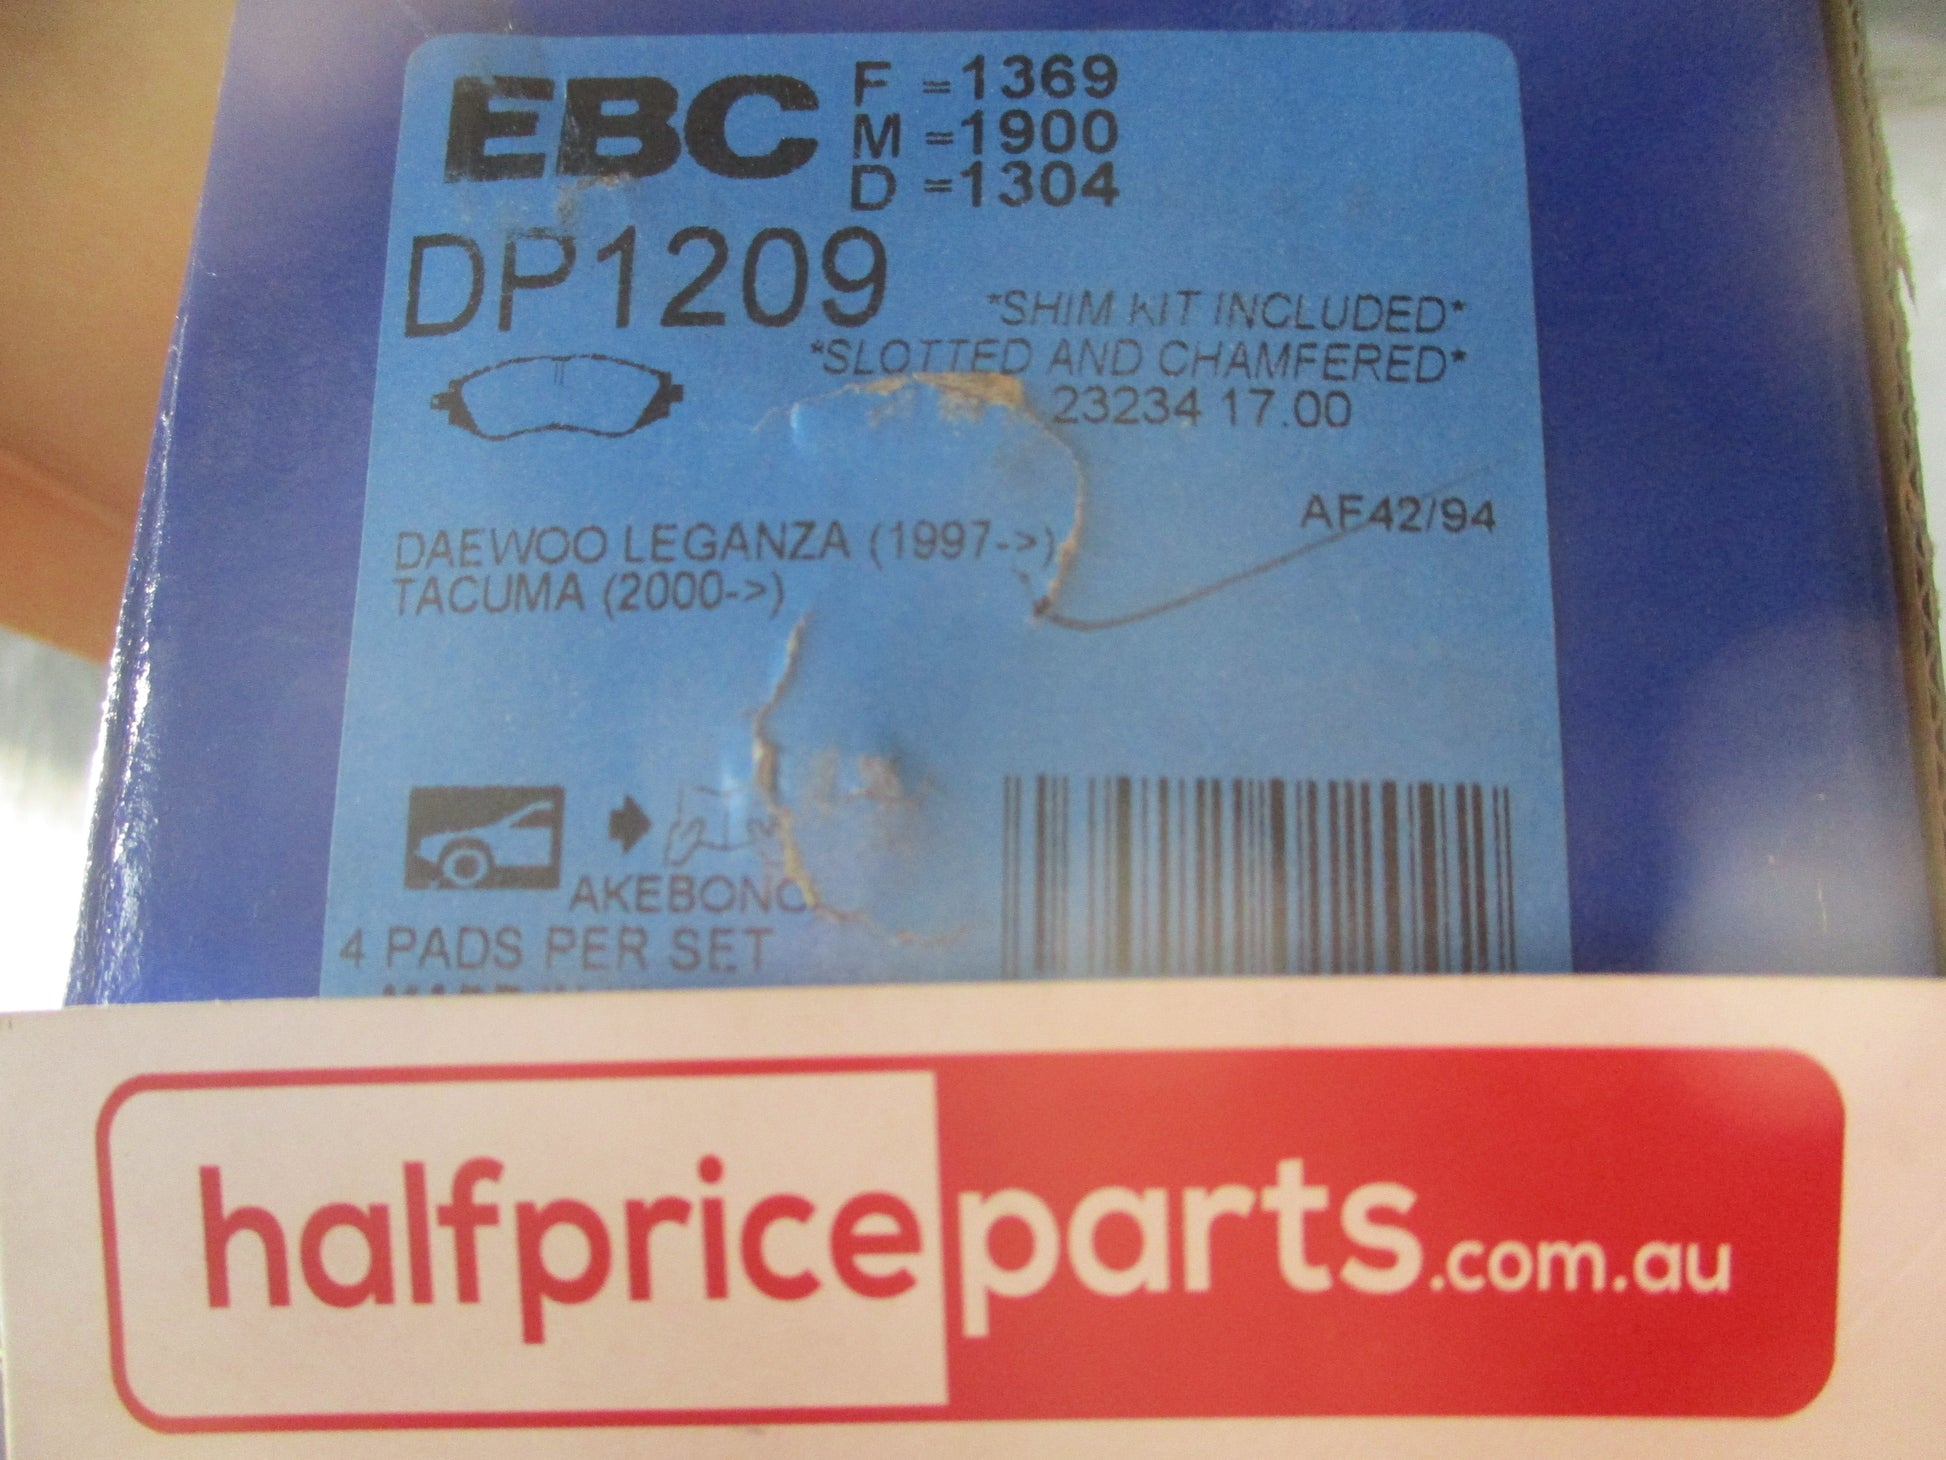 EBC
F =1369
M =1900
D =1304
DP1209
*SHIM KIT INCLUDED*
*SLOTTED AND CHAMFERED*
23234 17.00
AF42/94
DAEWOO LEGANZA (1997->)
TACUMA (2000->)
AKEBONO
4 PADS PER SET
halfpriceparts.com.au